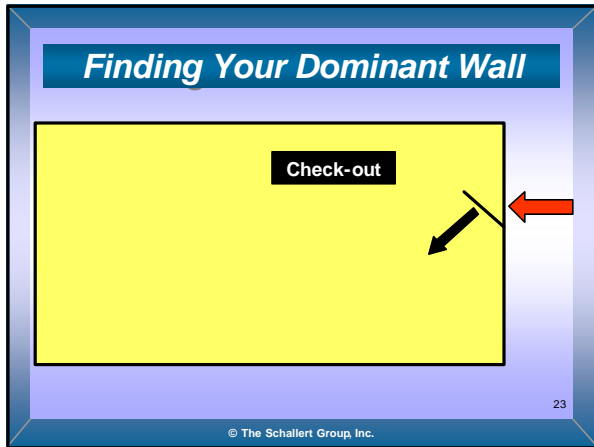 Finding Your Dominant Wall
Check-out
23
© The Schallert Group, Inc.